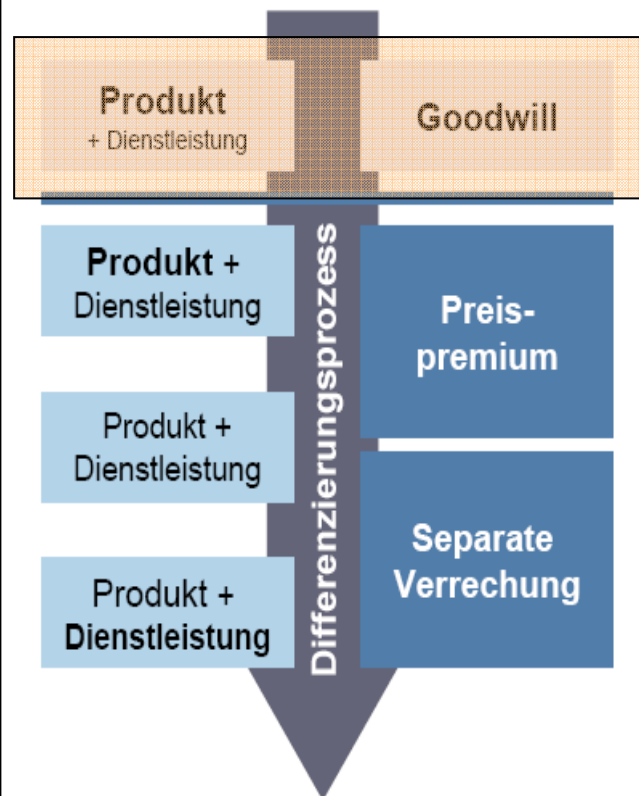 Produkt
+ Dienstleistung
Goodwill
Produkt +
Dienstleistung
Preis-
premium
Produkt +
Dienstleistung
Separate
Verrechung
Produkt +
Dienstleistung
Differenzierungsprozess